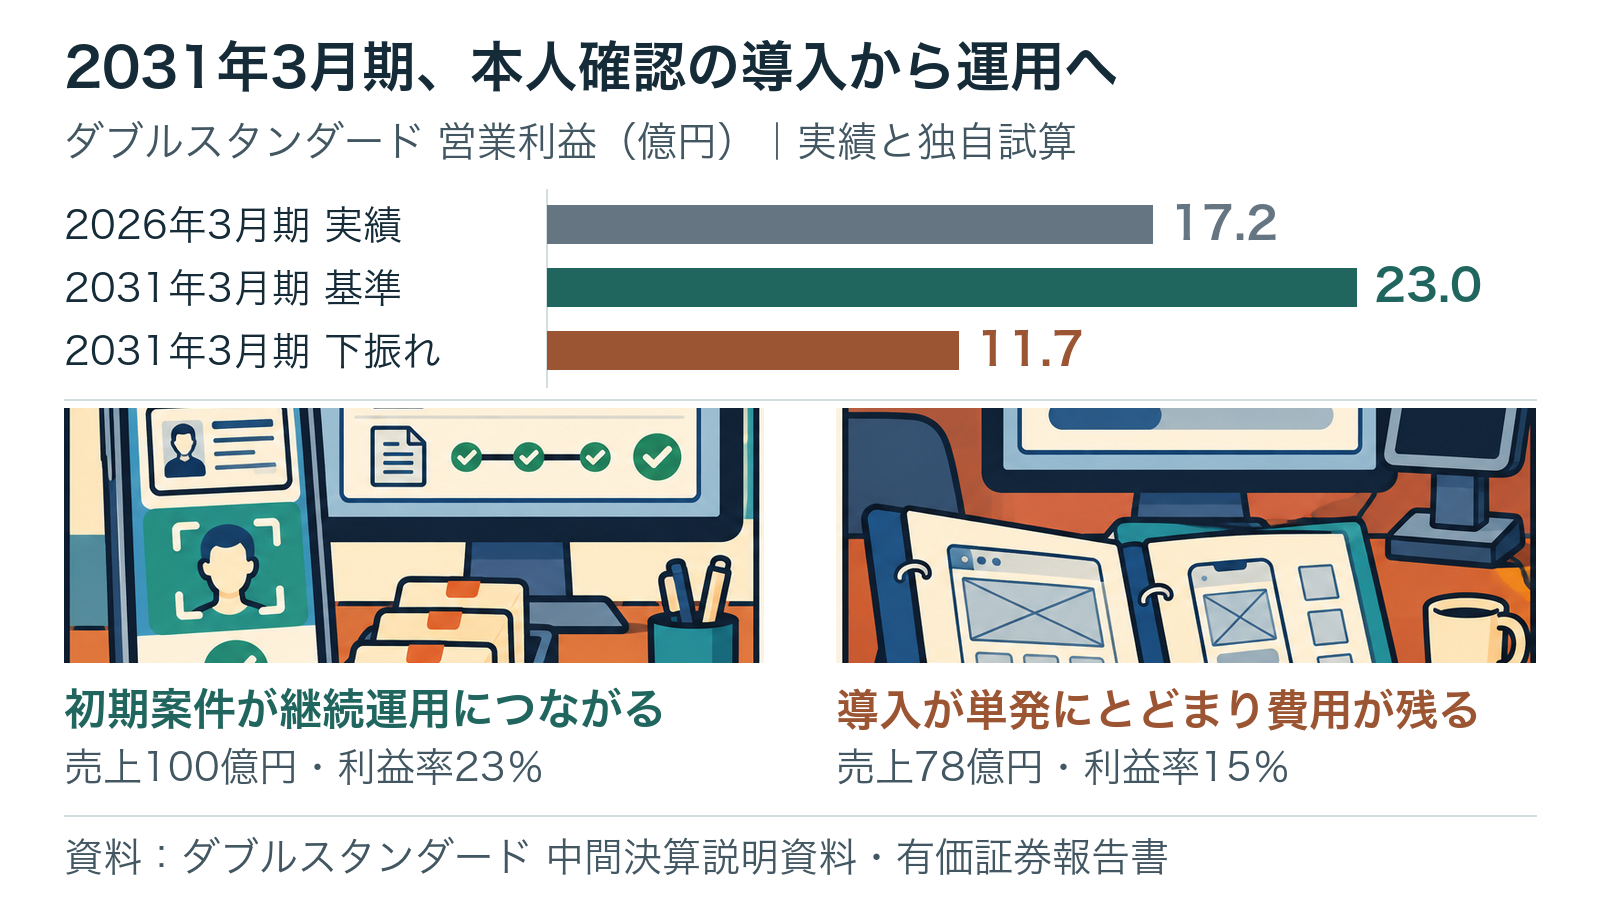 2031年3月期、本人確認の導入から運用へ
ダブルスタンダード 営業利益（億円）｜実績と独自試算
2026年3月期 実績 17.2
2031年3月期 基準 23.0
2031年3月期 下振れ 11.7
初期案件が継続運用につながる
売上100億円・利益率23%
導入が単発にとどまり費用が残る
売上78億円・利益率15%
資料：ダブルスタンダード 中間決算説明資料・有価証券報告書